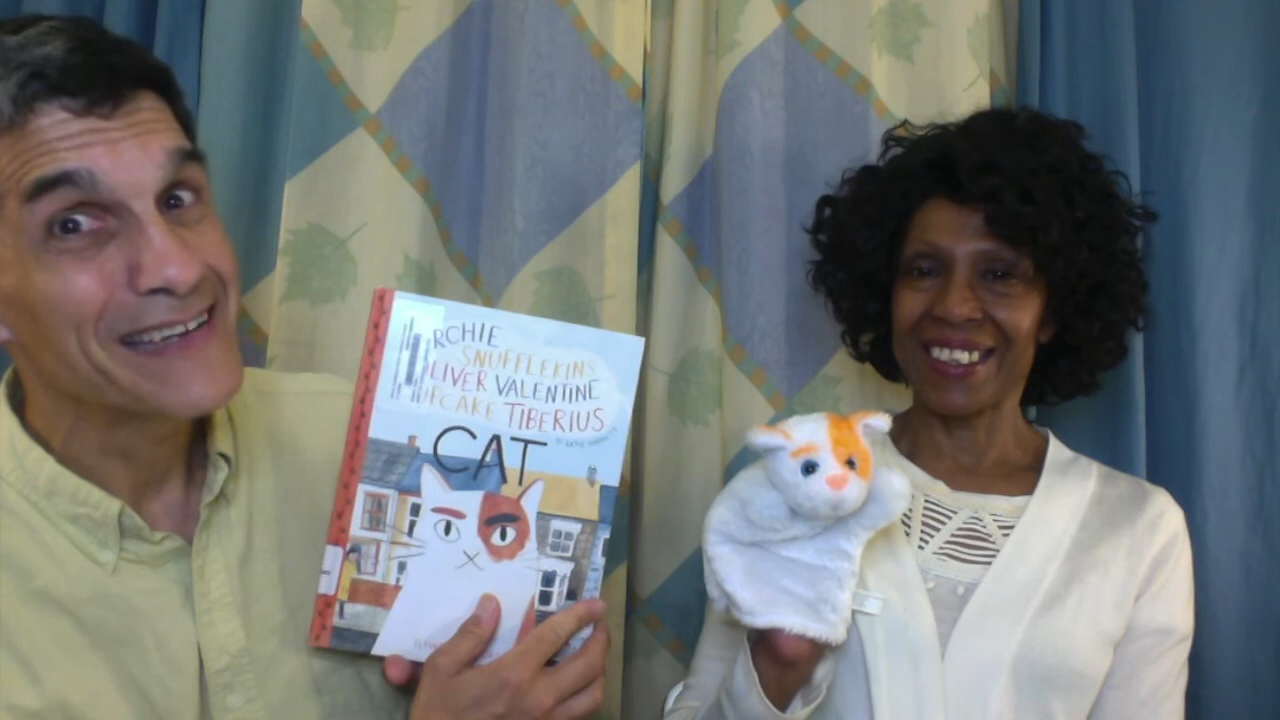 RCHIE
SNUFFLEKINS
LIVER VALENTINE
UPCAKE TIBERIUS
CAT